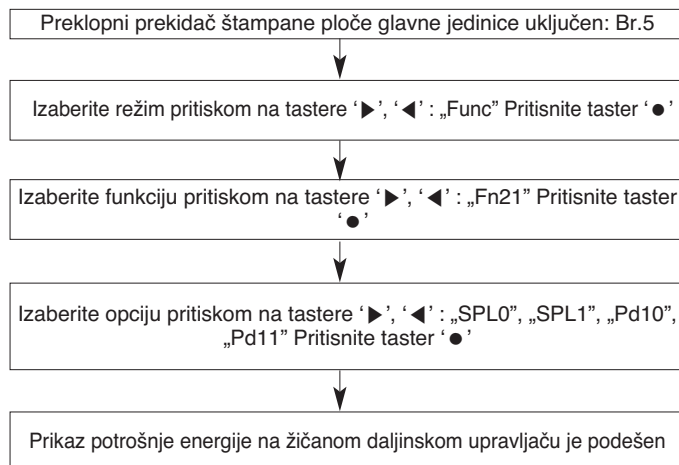 Preklopni prekidač štampane ploče glavne jedinice uključen: Br.5
Izaberite režim pritiskom na tastere ‘▶’, ‘◀’ : „Func” Pritisnite taster ‘●’
Izaberite funkciju pritiskom na tastere ‘▶’, ‘◀’ : „Fn21” Pritisnite taster
‘●’
Izaberite opciju pritiskom na tastere ‘▶’, ‘◀’ : „SPL0”, „SPL1”, „Pd10”,
„Pd11” Pritisnite taster ‘●’
Prikaz potrošnje energije na žičanom daljinskom upravljaču je podešen